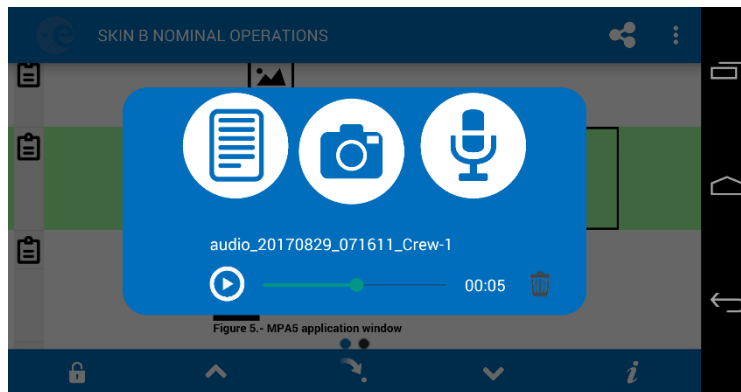 SKIN B NOMINAL OPERATIONS
audio_20170829_071611_Crew-1
00:05
Figure 5.- MPA5 application window